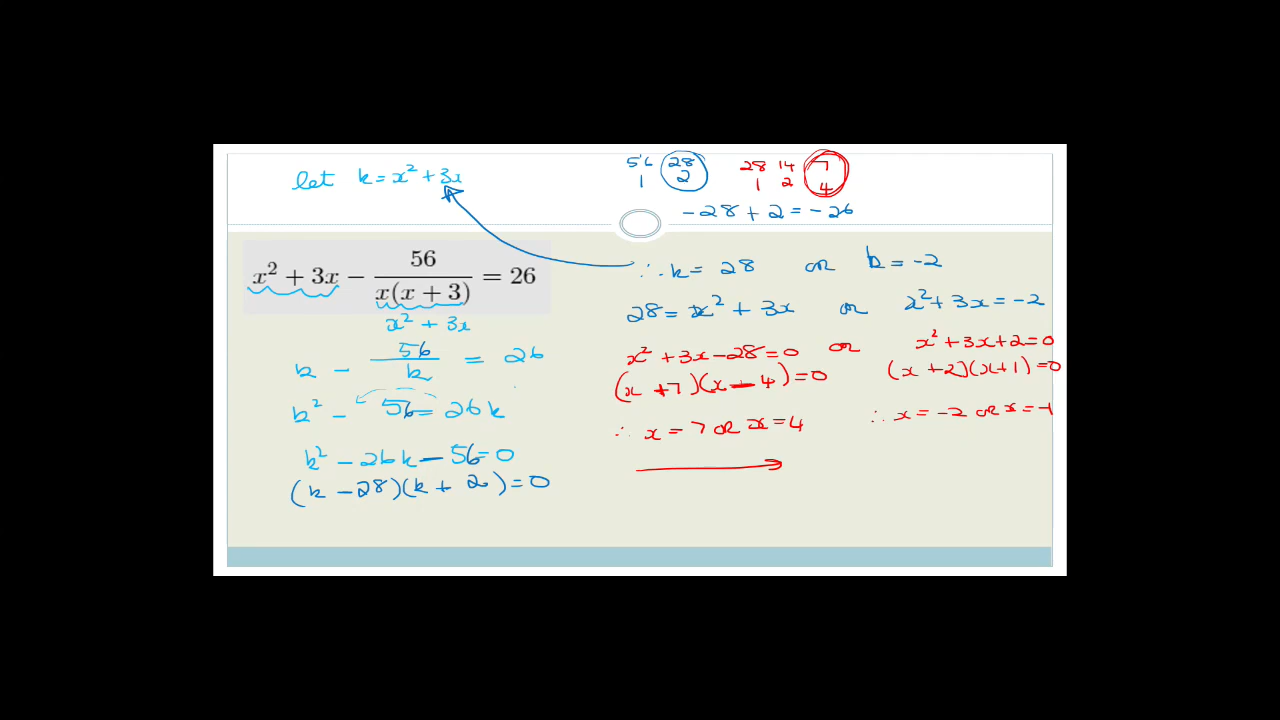 let k = x² + 3x
56 28
1 2
28 14 7
1 2 4
-28 + 2 = -26
x² + 3x − 56/(x(x + 3)) = 26
x² + 3x
k − 56/k = 26
k² − 56 = 26k
k² − 26k − 56 = 0
(k − 28)(k + 2) = 0
∴ k = 28 or k = -2
28 = x² + 3x or x² + 3x = -2
x² + 3x − 28 = 0 or x² + 3x + 2 = 0
(x + 7)(x − 4) = 0 (x + 2)(x + 1) = 0
∴ x = 7 or x = 4 ∴ x = -2 or x = -1